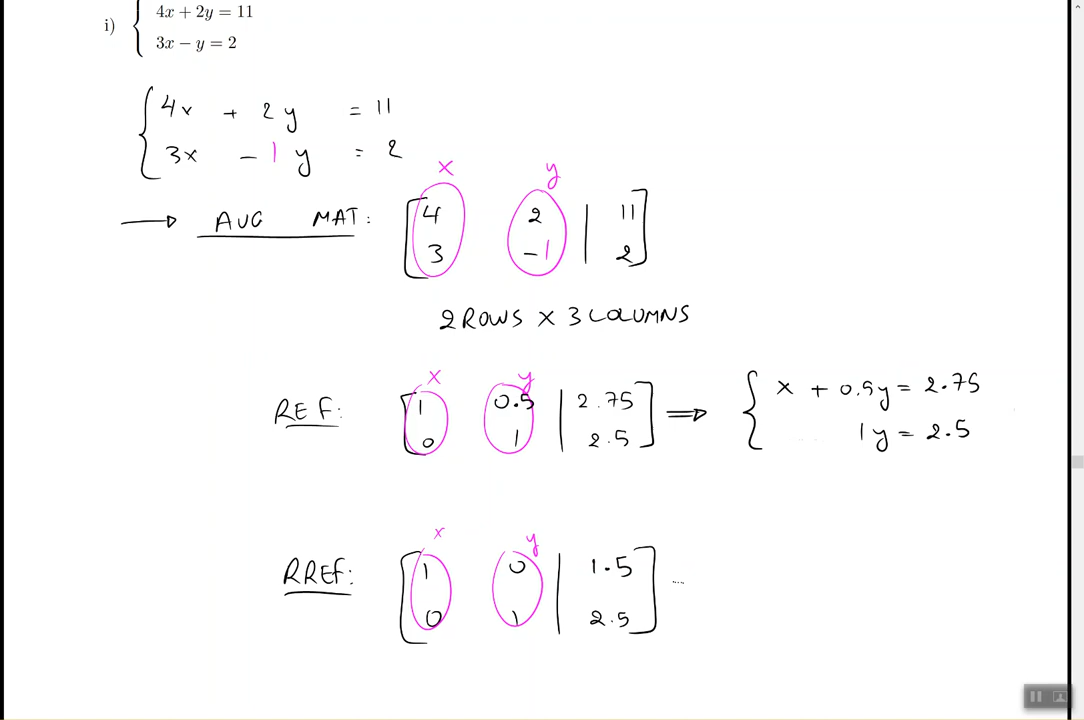 4x + 2y = 11
i)
3x − y = 2
4x + 2y = 11
3x − 1y = 2
x y
→ AUG MAT: [4 2 | 11]
[3 −1 | 2]
2 ROWS X 3 COLUMNS
x y
REF: [1 0.5 | 2.75] ⇒ { x + 0.5y = 2.75
[0 1 | 2.5] 1y = 2.5
x y
RREF: [1 0 | 1.5]
[0 1 | 2.5]